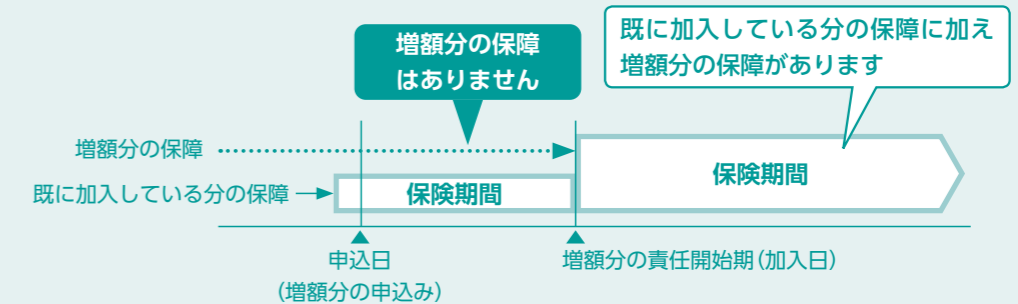 増額分の保障
はありません
既に加入している分の保障に加え
増額分の保障があります
増額分の保障
既に加入している分の保障
保険期間
保険期間
申込日
(増額分の申込み)
増額分の責任開始期(加入日)